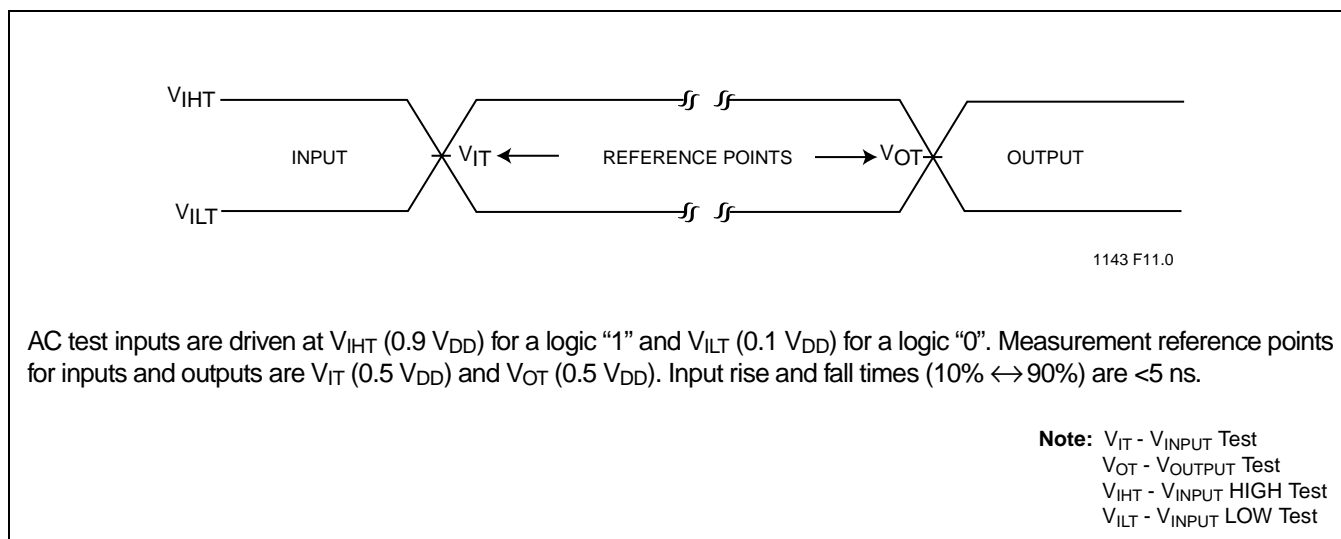 VIHT
INPUT VIT REFERENCE POINTS VOT OUTPUT
VILT
1143 F11.0
AC test inputs are driven at VIHT (0.9 VDD) for a logic “1” and VILT (0.1 VDD) for a logic “0”. Measurement reference points
for inputs and outputs are VIT (0.5 VDD) and VOT (0.5 VDD). Input rise and fall times (10% ↔ 90%) are <5 ns.
Note: VIT - VINPUT Test
VOT - VOUTPUT Test
VIHT - VINPUT HIGH Test
VILT - VINPUT LOW Test